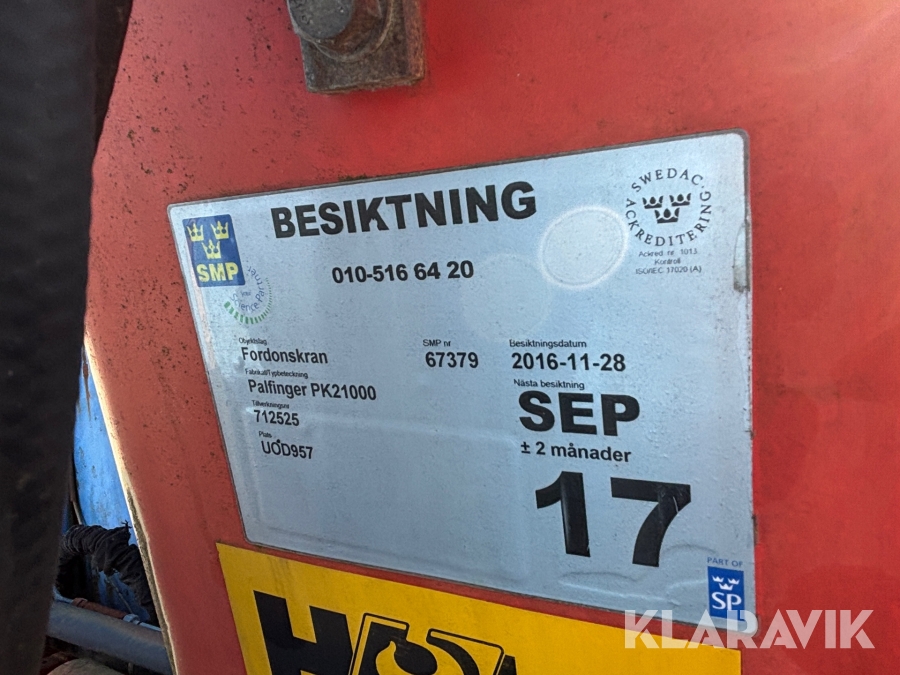 BESIKTNING
010-516 64 20
SMP
SWEDAC
ACKREDITERING
Ackred. nr. 1013
Kontroll
ISO/IEC 17020 (A)
Objektslag
Fordonskran
SMP nr
67379
Besiktningsdatum
2016-11-28
Fabrikat/Typbeteckning
Palfinger PK21000
Nästa besiktning
SEP
± 2 månader
17
Tillverkningsnr
712525
Plats
UOD957
PART OF
SP
KLARAVIK